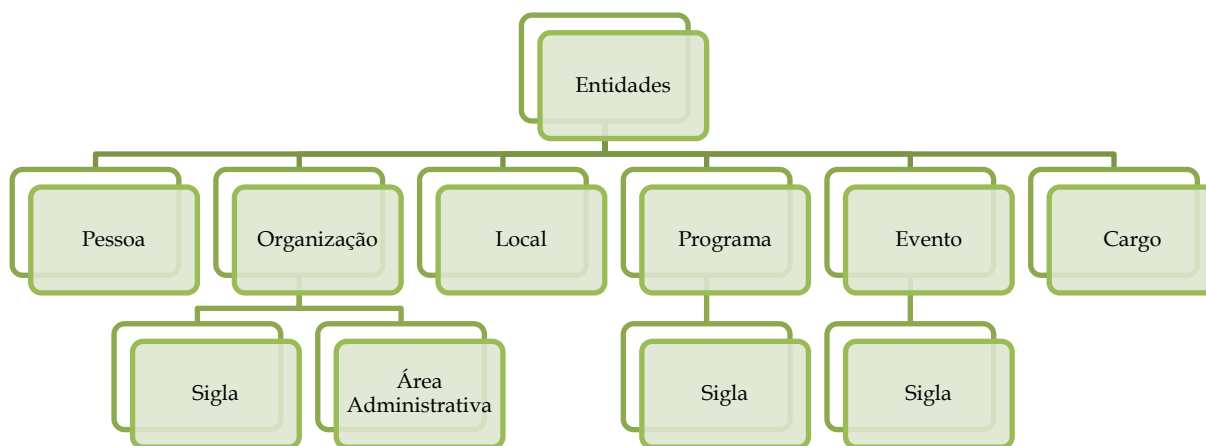 Entidades
Pessoa
Organização
Local
Programa
Evento
Cargo
Sigla
Área
Administrativa
Sigla
Sigla